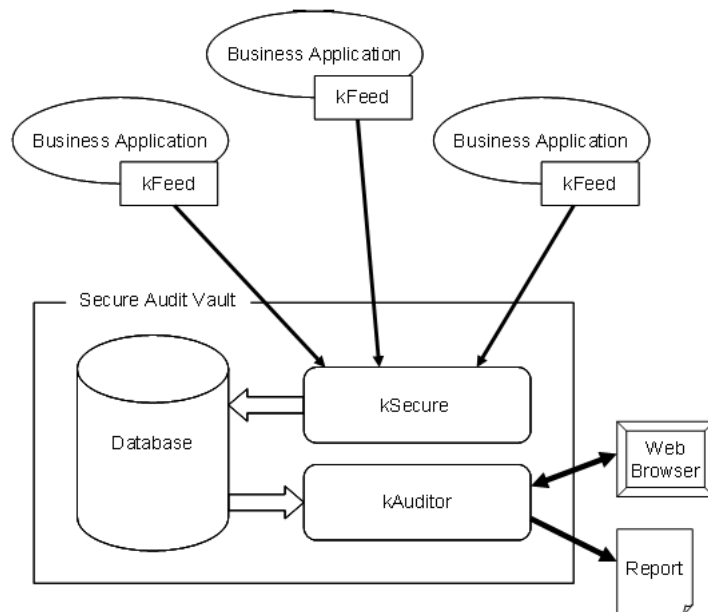 Business Application
kFeed
Business Application
kFeed
Business Application
kFeed
Secure Audit Vault
kSecure
Database
kAuditor
Web
Browser
Report